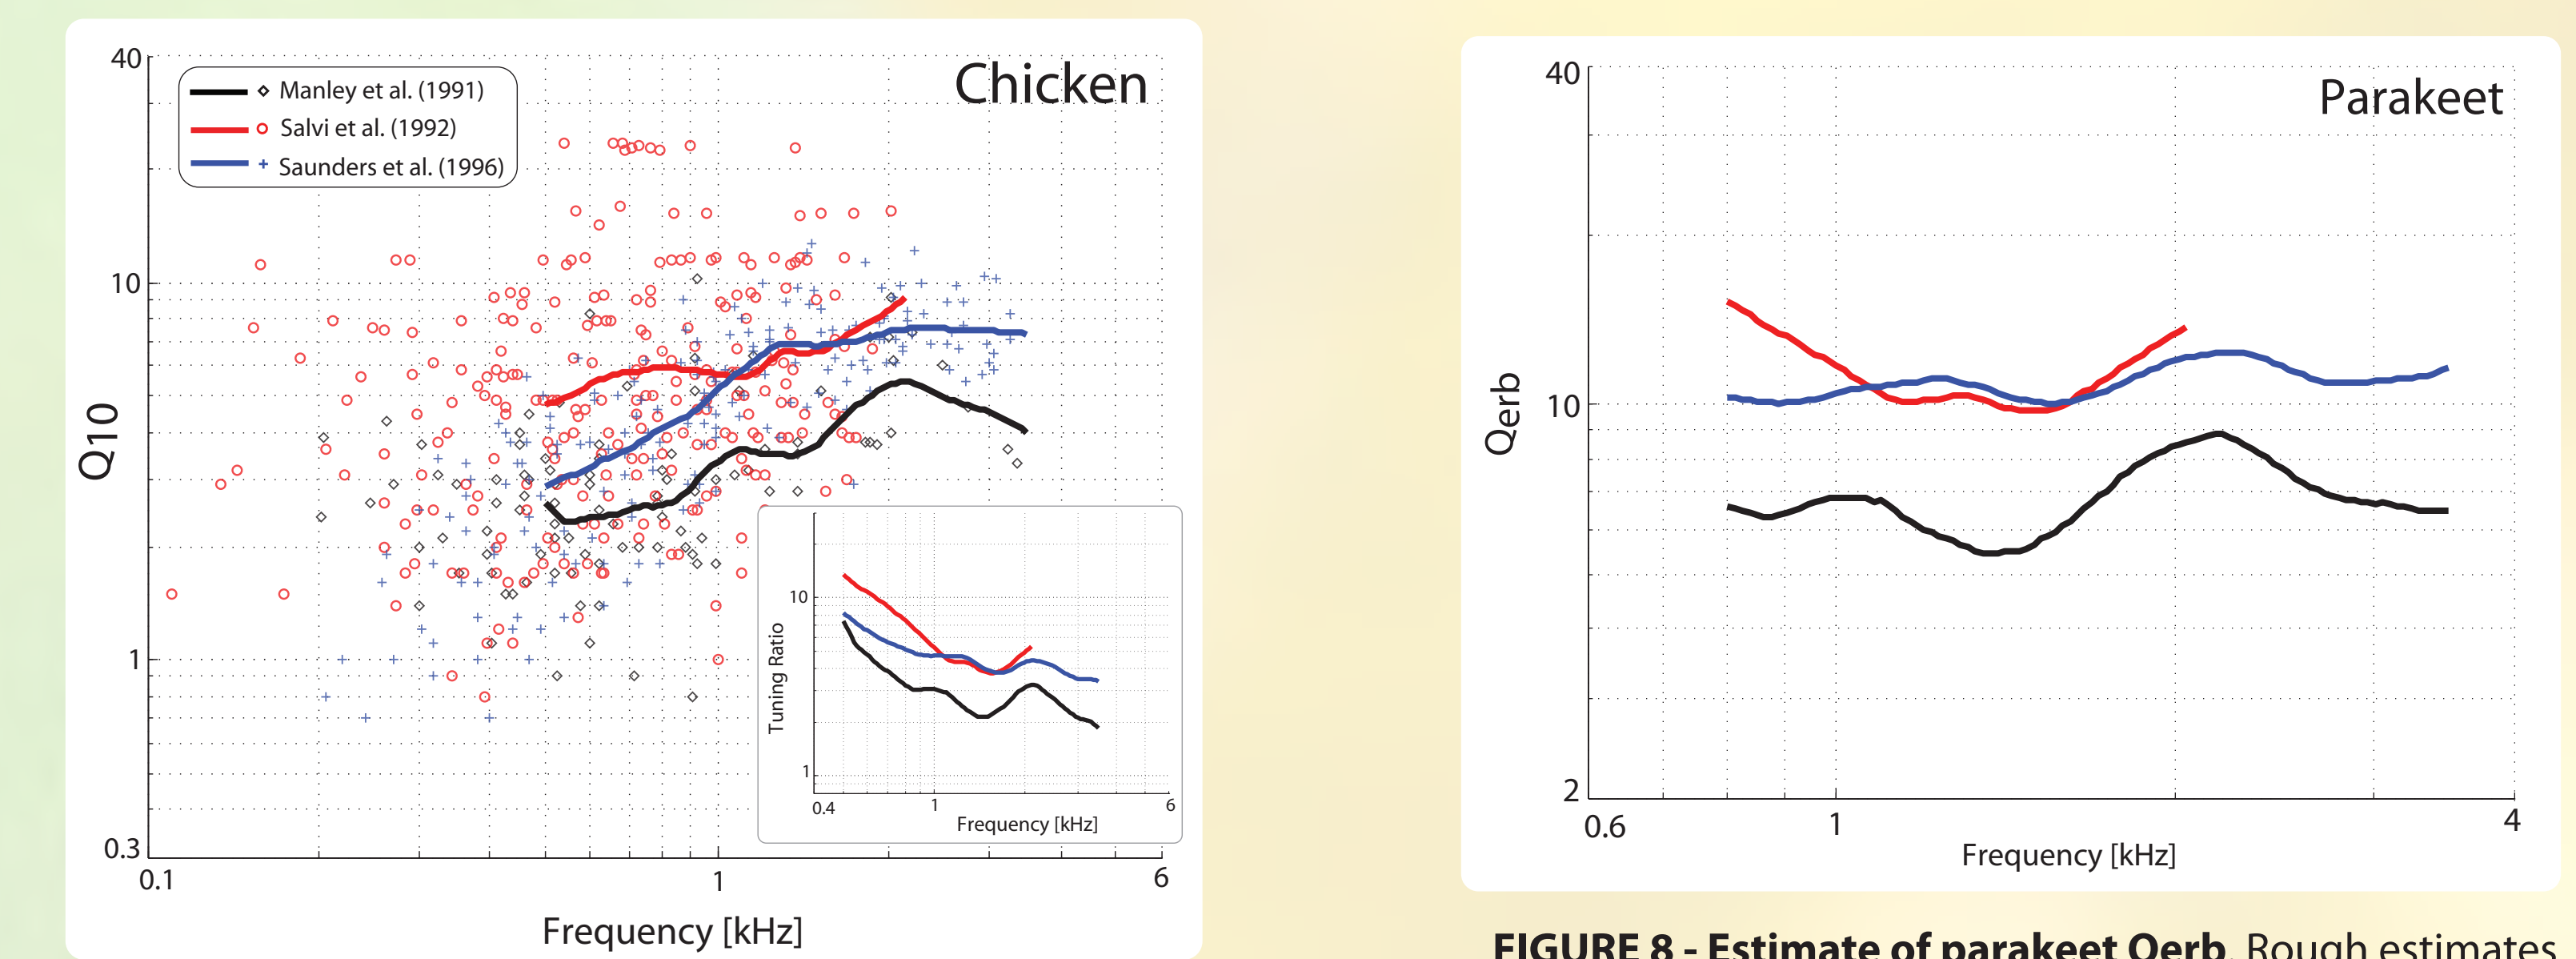 Chicken
40
10
1
0.3
Q10
Manley et al. (1991)
Salvi et al. (1992)
Saunders et al. (1996)
0.1
1
6
Frequency [kHz]
Tuning Ratio
10
1
0.4
1
6
Frequency [kHz]
Parakeet
40
10
2
Qerb
0.6
1
4
Frequency [kHz]
FIGURE 8 - Estimate of parakeet Qerb. Rough estimates